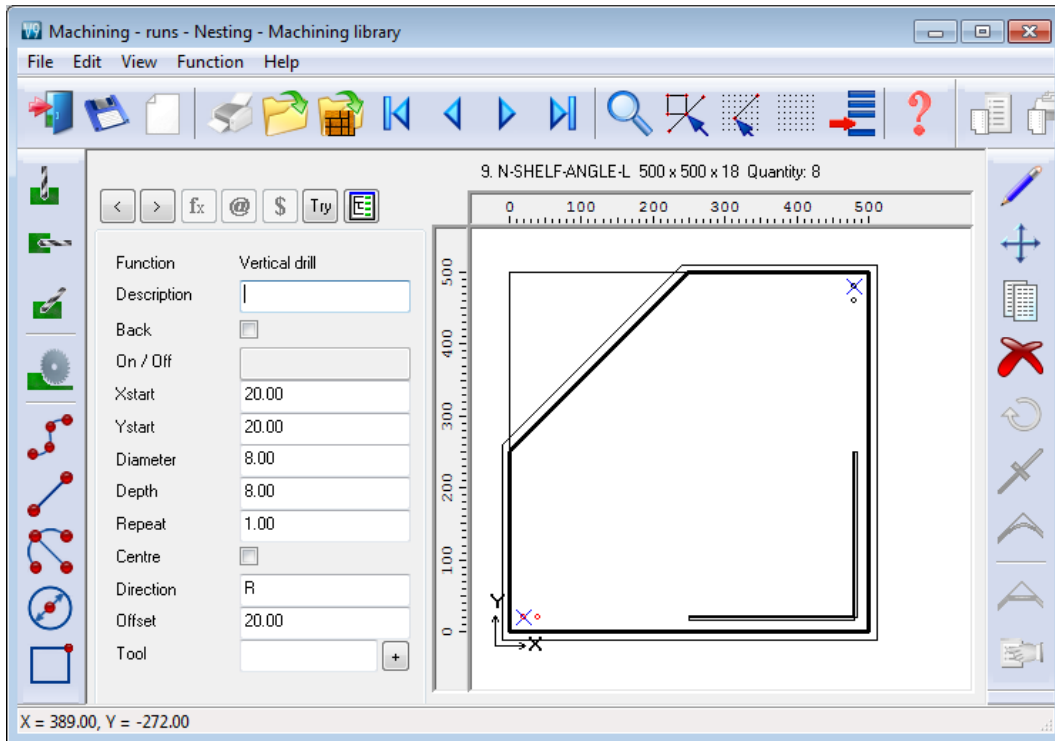 V9 Machining - runs - Nesting - Machining library
File Edit View Function Help
?
9. N-SHELF-ANGLE-L 500 x 500 x 18 Quantity: 8
< > fx @ $ Try E
0 100 200 300 400 500
Function Vertical drill
Description
Back
On / Off
Xstart 20.00
Ystart 20.00
Diameter 8.00
Depth 8.00
Repeat 1.00
Centre
Direction R
Offset 20.00
Tool +
500
400
300
200
100
0
Y
X
X = 389.00, Y = -272.00